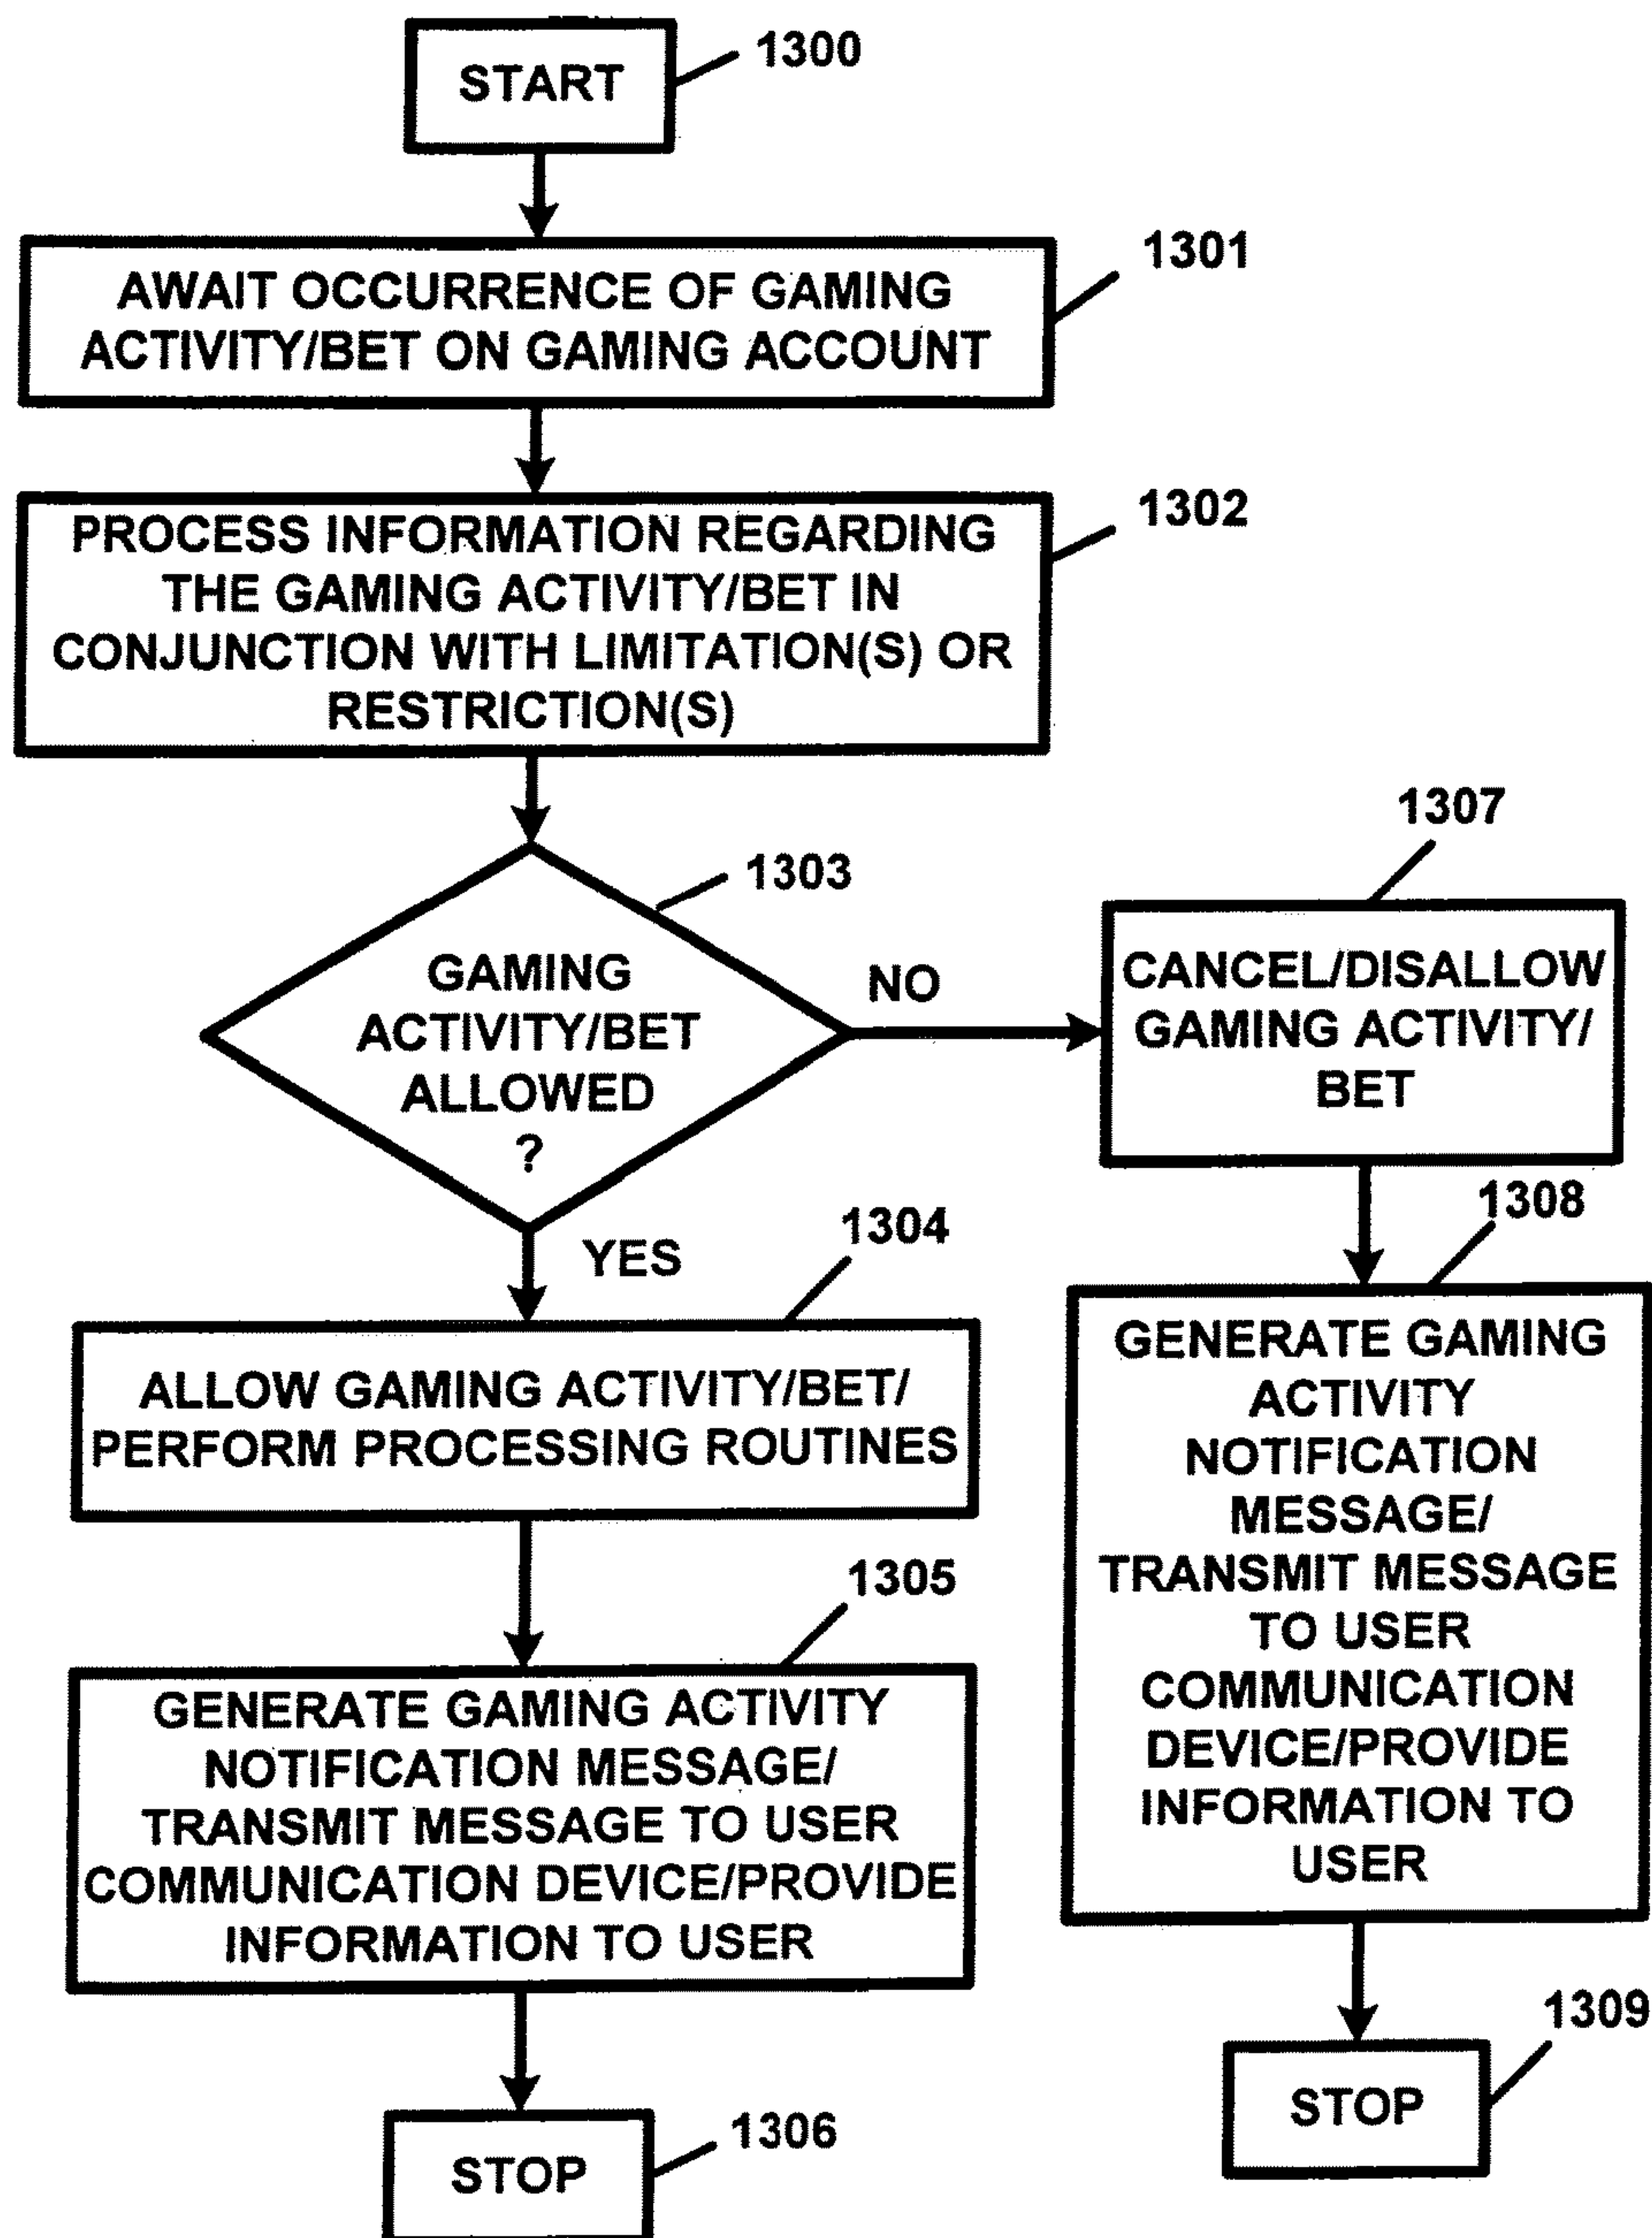 START
1300
AWAIT OCCURRENCE OF GAMING
ACTIVITY/BET ON GAMING ACCOUNT
1301
PROCESS INFORMATION REGARDING
THE GAMING ACTIVITY/BET IN
CONJUNCTION WITH LIMITATION(S) OR
RESTRICTION(S)
1302
1303
GAMING
ACTIVITY/BET
ALLOWED
?
NO
YES
1304
ALLOW GAMING ACTIVITY/BET/
PERFORM PROCESSING ROUTINES
1305
GENERATE GAMING ACTIVITY
NOTIFICATION MESSAGE/
TRANSMIT MESSAGE TO USER
COMMUNICATION DEVICE/PROVIDE
INFORMATION TO USER
STOP
1306
1307
CANCEL/DISALLOW
GAMING ACTIVITY/
BET
1308
GENERATE GAMING
ACTIVITY
NOTIFICATION
MESSAGE/
TRANSMIT MESSAGE
TO USER
COMMUNICATION
DEVICE/PROVIDE
INFORMATION TO
USER
1309
STOP